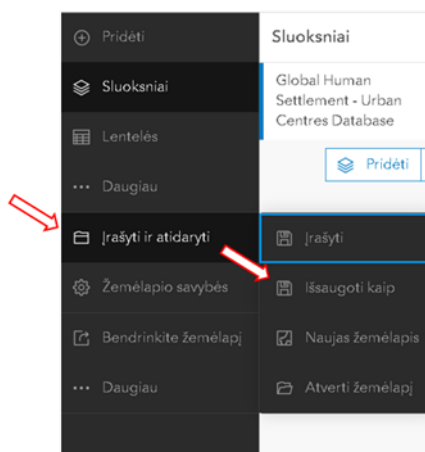 Pridėti
Sluoksniai
Lentelės
Daugiau
Įrašyti ir atidaryti
Žemėlapio savybės
Bendrinkite žemėlapį
Daugiau
Sluoksniai
Global Human
Settlement - Urban
Centres Database
Pridėti
Įrašyti
Išsaugoti kaip
Naujas žemėlapis
Atverti žemėlapį